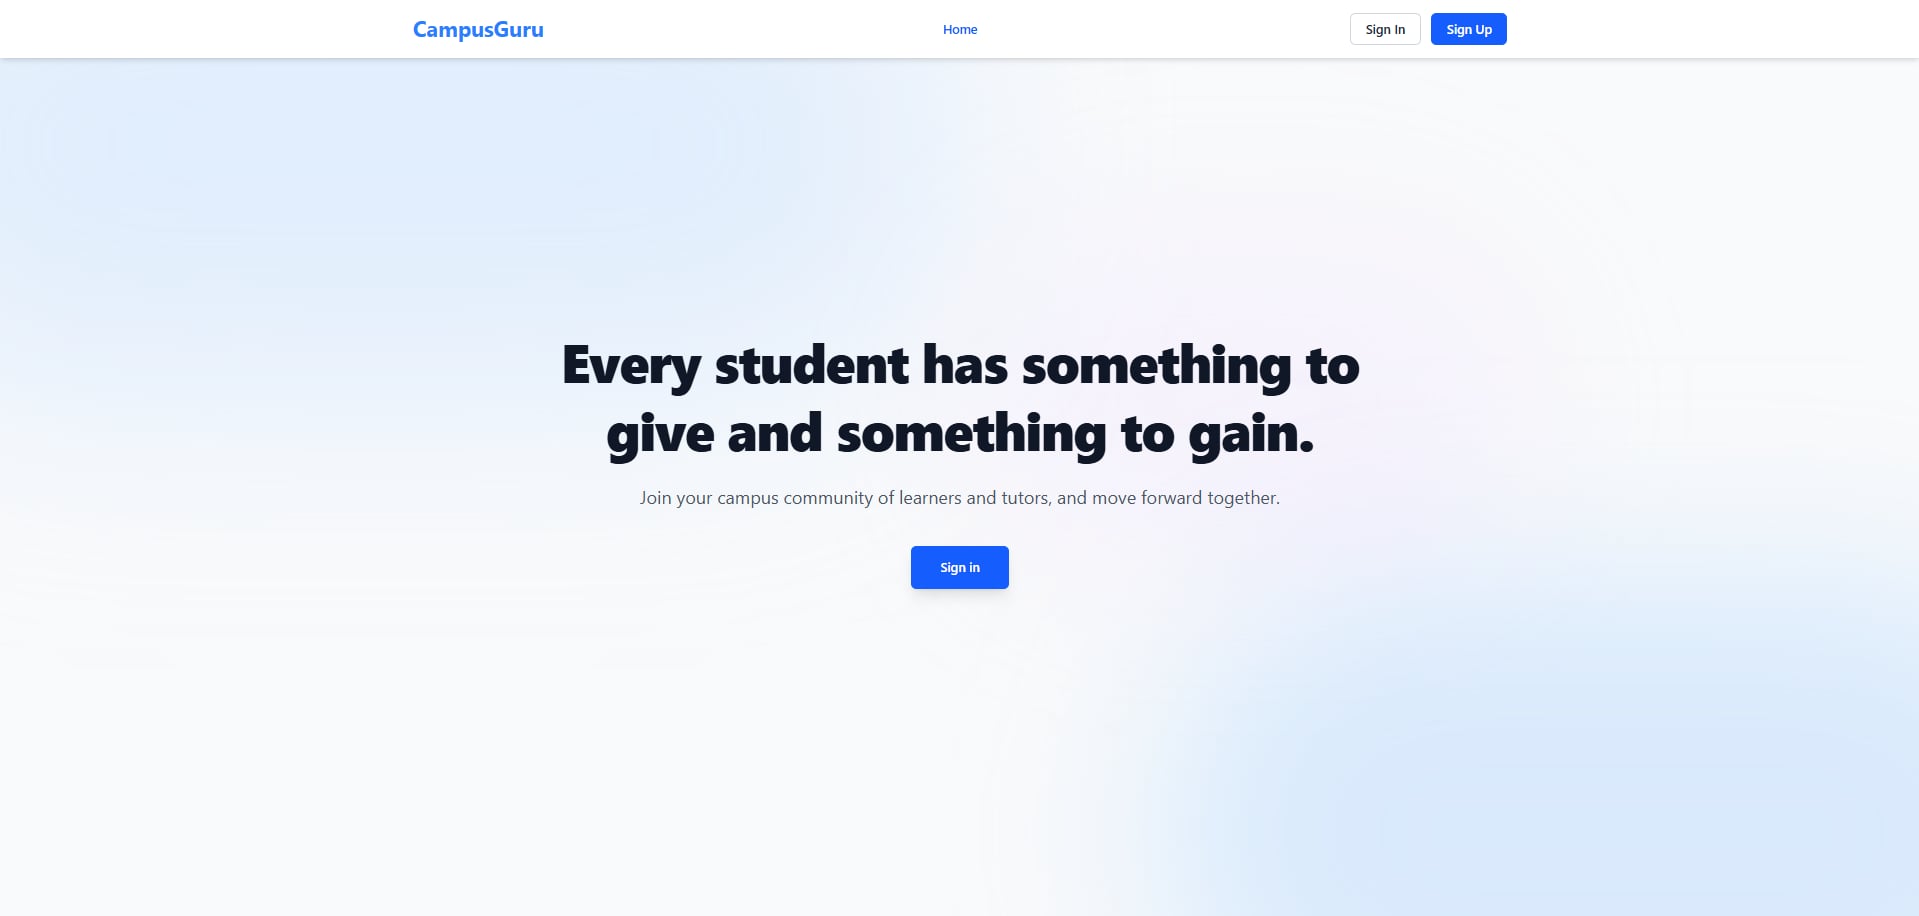 CampusGuru
Home
Sign In
Sign Up
Every student has something to
give and something to gain.
Join your campus community of learners and tutors, and move forward together.
Sign in